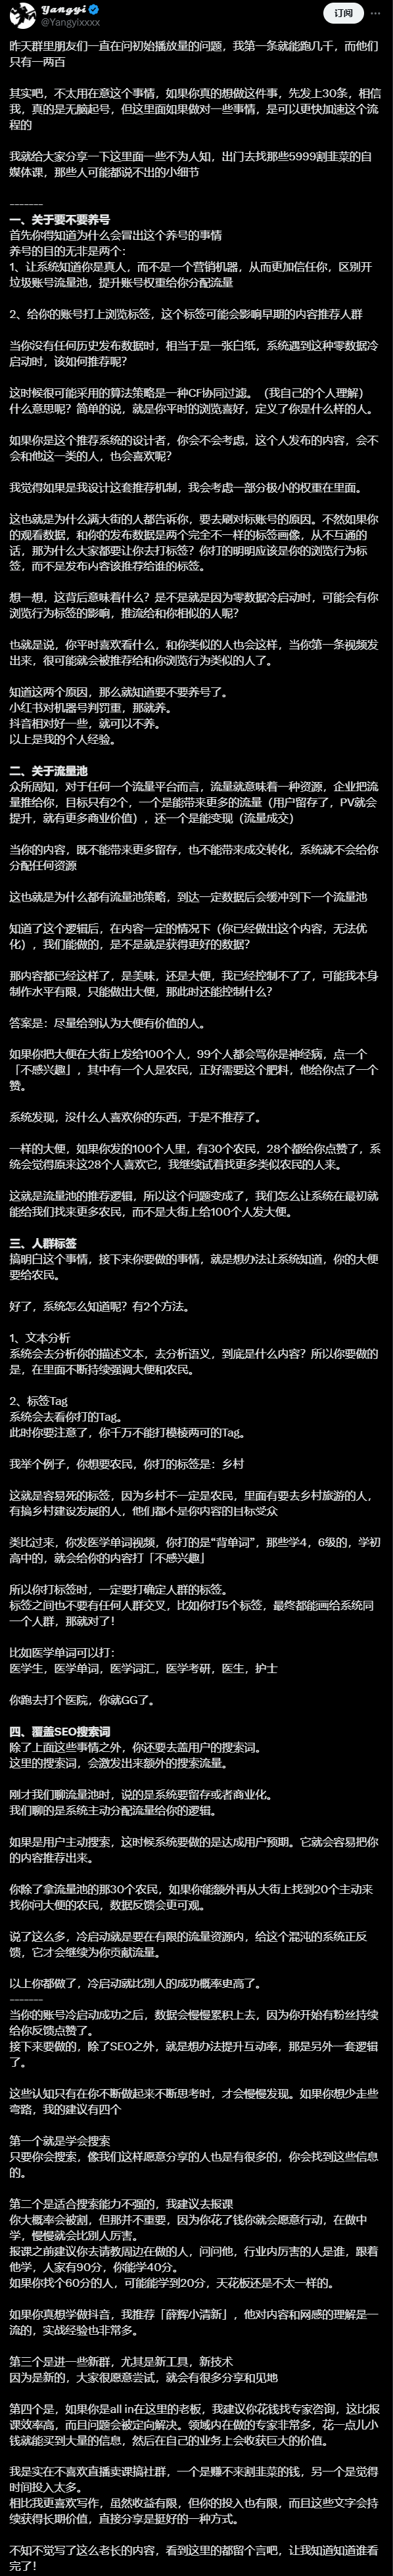 Yangyi
@Yangyixxxx
订阅
昨天群里朋友们一直在问初始播放量的问题，我第一条就能跑几千，而他们
只有一两百
其实吧，不太用在意这个事情，如果你真的想做这件事，先发上30条，相信
我，真的是无脑起号，但这里面如果做对一些事情，是可以更快加速这个流
程的
我就给大家分享一下这里面一些不为人知，出门去找那些5999割韭菜的自
媒体课，那些人可能都说不出的小细节
-------
一、关于要不要养号
首先你得知道为什么会冒出这个养号的事情
养号的目的无非是两个：
1、让系统知道你是真人，而不是一个营销机器，从而更加信任你，区别开
垃圾账号流量池，提升账号权重给你分配流量
2、给你的账号打上浏览标签，这个标签可能会影响早期的内容推荐人群
当你没有任何历史发布数据时，相当于是一张白纸，系统遇到这种零数据冷
启动时，该如何推荐呢？
这时候很可能采用的算法策略是一种CF协同过滤。（我自己的个人理解）
什么意思呢？简单的说，就是你平时的浏览喜好，定义了你是什么样的人。
如果你是这个推荐系统的设计者，你会不会考虑，这个人发布的内容，会不
会和他这一类的人，也会喜欢呢？
我觉得如果是我设计这套推荐机制，我会考虑一部分极小的权重在里面。
这也就是为什么满大街的人都告诉你，要去刷对标账号的原因。不然如果你
的观看数据，和你的发布数据是两个完全不一样的标签画像，从不互通的
话，那为什么大家都要让你去打标签？你打的明明应该是你的浏览行为标
签，而不是发布内容该推荐给谁的标签。
想一想，这背后意味着什么？是不是就是因为零数据冷启动时，可能会有你
浏览行为标签的影响，推流给和你相似的人呢？
也就是说，你平时喜欢看什么，和你类似的人也会这样，当你第一条视频发
出来，很可能就会被推荐给和你浏览行为类似的人了。
知道这两个原因，那么就知道要不要养号了。
小红书对机器号判罚重，那就养。
抖音相对好一些，就可以不养。
以上是我的个人经验。
二、关于流量池
众所周知，对于任何一个流量平台而言，流量就意味着一种资源，企业把流
量推给你，目标只有2个，一个是能带来更多的流量（用户留存了，PV就会
提升，就有更多商业价值），还一个是能变现（流量成交）
当你的内容，既不能带来更多留存，也不能带来成交转化，系统就不会给你
分配任何资源
这也就是为什么都有流量池策略，到达一定数据后会缓冲到下一个流量池
知道了这个逻辑后，在内容一定的情况下（你已经做出这个内容，无法优
化），我们能做的，是不是就是获得更好的数据？
那内容都已经这样了，是美味，还是大便，我已经控制不了了，可能我本身
制作水平有限，只能做出大便，那此时还能控制什么？
答案是：尽量给到认为大便有价值的人。
如果你把大便在大街上发给100个人，99个人都会骂你是神经病，点一个
「不感兴趣」，其中有一个人是农民，正好需要这个肥料，他给你点了一个
赞。
系统发现，没什么人喜欢你的东西，于是不推荐了。
一样的大便，如果你发的100个人里，有30个农民，28个都给你点赞了，系
统会觉得原来这28个人喜欢它，我继续试着找更多类似农民的人来。
这就是流量池的推荐逻辑，所以这个问题变成了，我们怎么让系统在最初就
能给我们找来更多农民，而不是大街上给100个人发大便。
三、人群标签
搞明白这个事情，接下来你要做的事情，就是想办法让系统知道，你的大便
要给农民。
好了，系统怎么知道呢？有2个方法。
1、文本分析
系统会去分析你的描述文本，去分析语义，到底是什么内容？所以你要做的
是，在里面不断持续强调大便和农民。
2、标签Tag
系统会去看你打的Tag。
此时你要注意了，你千万不能打模棱两可的Tag。
我举个例子，你想要农民，你打的标签是：乡村
这就是容易死的标签，因为乡村不一定是农民，里面有要去乡村旅游的人，
有搞乡村建设发展的人，他们都不是你内容的目标受众
类比过来，你发医学单词视频，你打的是“背单词”，那些学4，6级的，学初
高中的，就会给你的内容打「不感兴趣」
所以你打标签时，一定要打确定人群的标签。
标签之间也不要有任何人群交叉，比如你打5个标签，最终都能画给系统同
一个人群，那就对了！
比如医学单词可以打：
医学生，医学单词，医学词汇，医学考研，医生，护士
你跑去打个医院，你就GG了。
四、覆盖SEO搜索词
除了上面这些事情之外，你还要去盖用户的搜索词。
这里的搜索词，会激发出来额外的搜索流量。
刚才我们聊流量池时，说的是系统要留存或者商业化。
我们聊的是系统主动分配流量给你的逻辑。
如果是用户主动搜索，这时候系统要做的是达成用户预期。它就会容易把你
的内容推荐出来。
你除了拿流量池的那30个农民，如果你能额外再从大街上找到20个主动来
找你问大便的农民，数据反馈会更可观。
说了这么多，冷启动就是要在有限的流量资源内，给这个混沌的系统正反
馈，它才会继续为你贡献流量。
以上你都做了，冷启动就比别人的成功概率更高了。
-------
当你的账号冷启动成功之后，数据会慢慢累积上去，因为你开始有粉丝持续
给你反馈点赞了。
接下来要做的，除了SEO之外，就是想办法提升互动率，那是另外一套逻辑
了。
这些认知只有在你不断做起来不断思考时，才会慢慢发现。如果你想少走些
弯路，我的建议有四个
第一个就是学会搜索
只要你会搜索，像我们这样愿意分享的人也是有很多的，你会找到这些信息
的。
第二个是适合搜索能力不强的，我建议去报课
你大概率会被割，但那并不重要，因为你花了钱你就会愿意行动，在做中
学，慢慢就会比别人厉害。
报课之前建议你去请教周边在做的人，问问他，行业内厉害的人是谁，跟着
他学，人家有90分，你能学40分。
如果你找个60分的人，可能能学到20分，天花板还是不太一样的。
如果你真想学做抖音，我推荐「薛辉小清新」，他对内容和网感的理解是一
流的，实战经验也非常多。
第三个是进一些新群，尤其是新工具，新技术
因为是新的，大家很愿意尝试，就会有很多分享和见地
第四个是，如果你是all in在这里的老板，我建议你花钱找专家咨询，这比报
课效率高，而且问题会被定向解决。领域内在做的专家非常多，花一点儿小
钱就能买到大量的信息，然后在自己的业务上会收获巨大的价值。
我是实在不喜欢直播卖课搞社群，一个是赚不来割韭菜的钱，另一个是觉得
时间投入太多。
相比我更喜欢写作，虽然收益有限，但你的投入也有限，而且这些文字会持
续获得长期价值，直接分享是挺好的一种方式。
不知不觉写了这么老长的内容，看到这里的都留个言吧，让我知道知道谁看
完了！